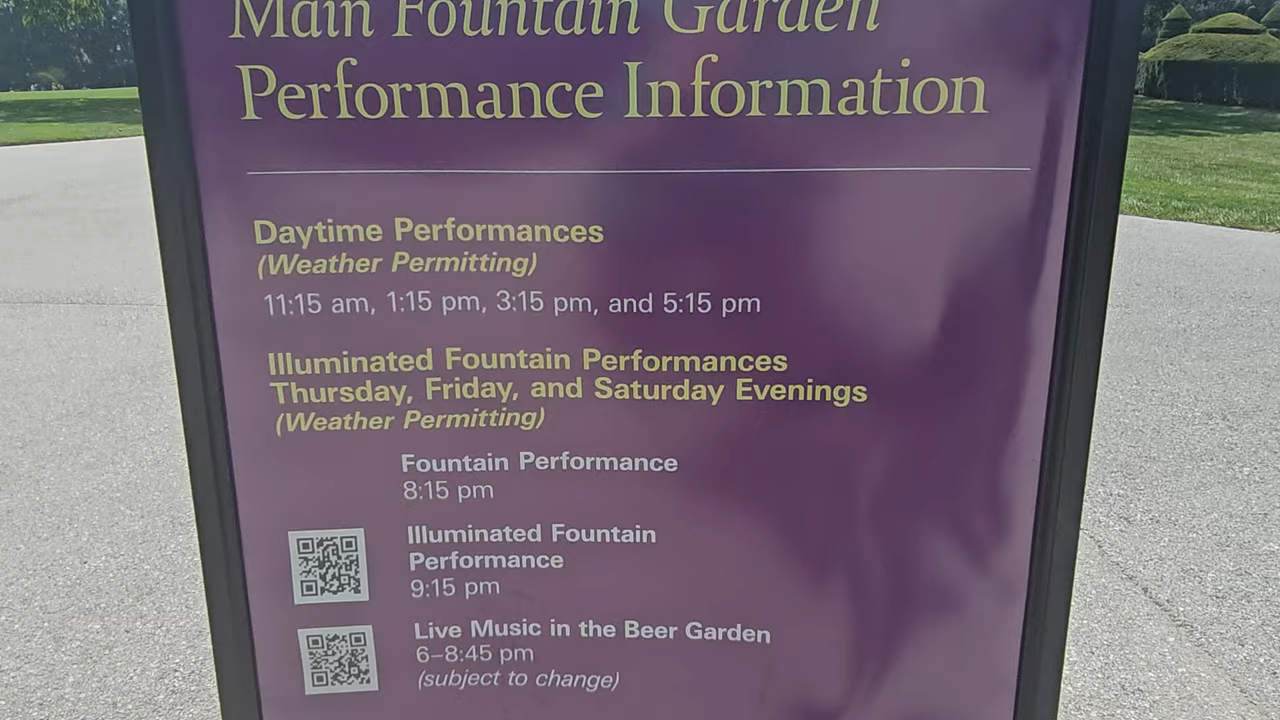 Main Fountain Garden
Performance Information
Daytime Performances
(Weather Permitting)
11:15 am, 1:15 pm, 3:15 pm, and 5:15 pm
Illuminated Fountain Performances
Thursday, Friday, and Saturday Evenings
(Weather Permitting)
Fountain Performance
8:15 pm
Illuminated Fountain
Performance
9:15 pm
Live Music in the Beer Garden
6–8:45 pm
(subject to change)